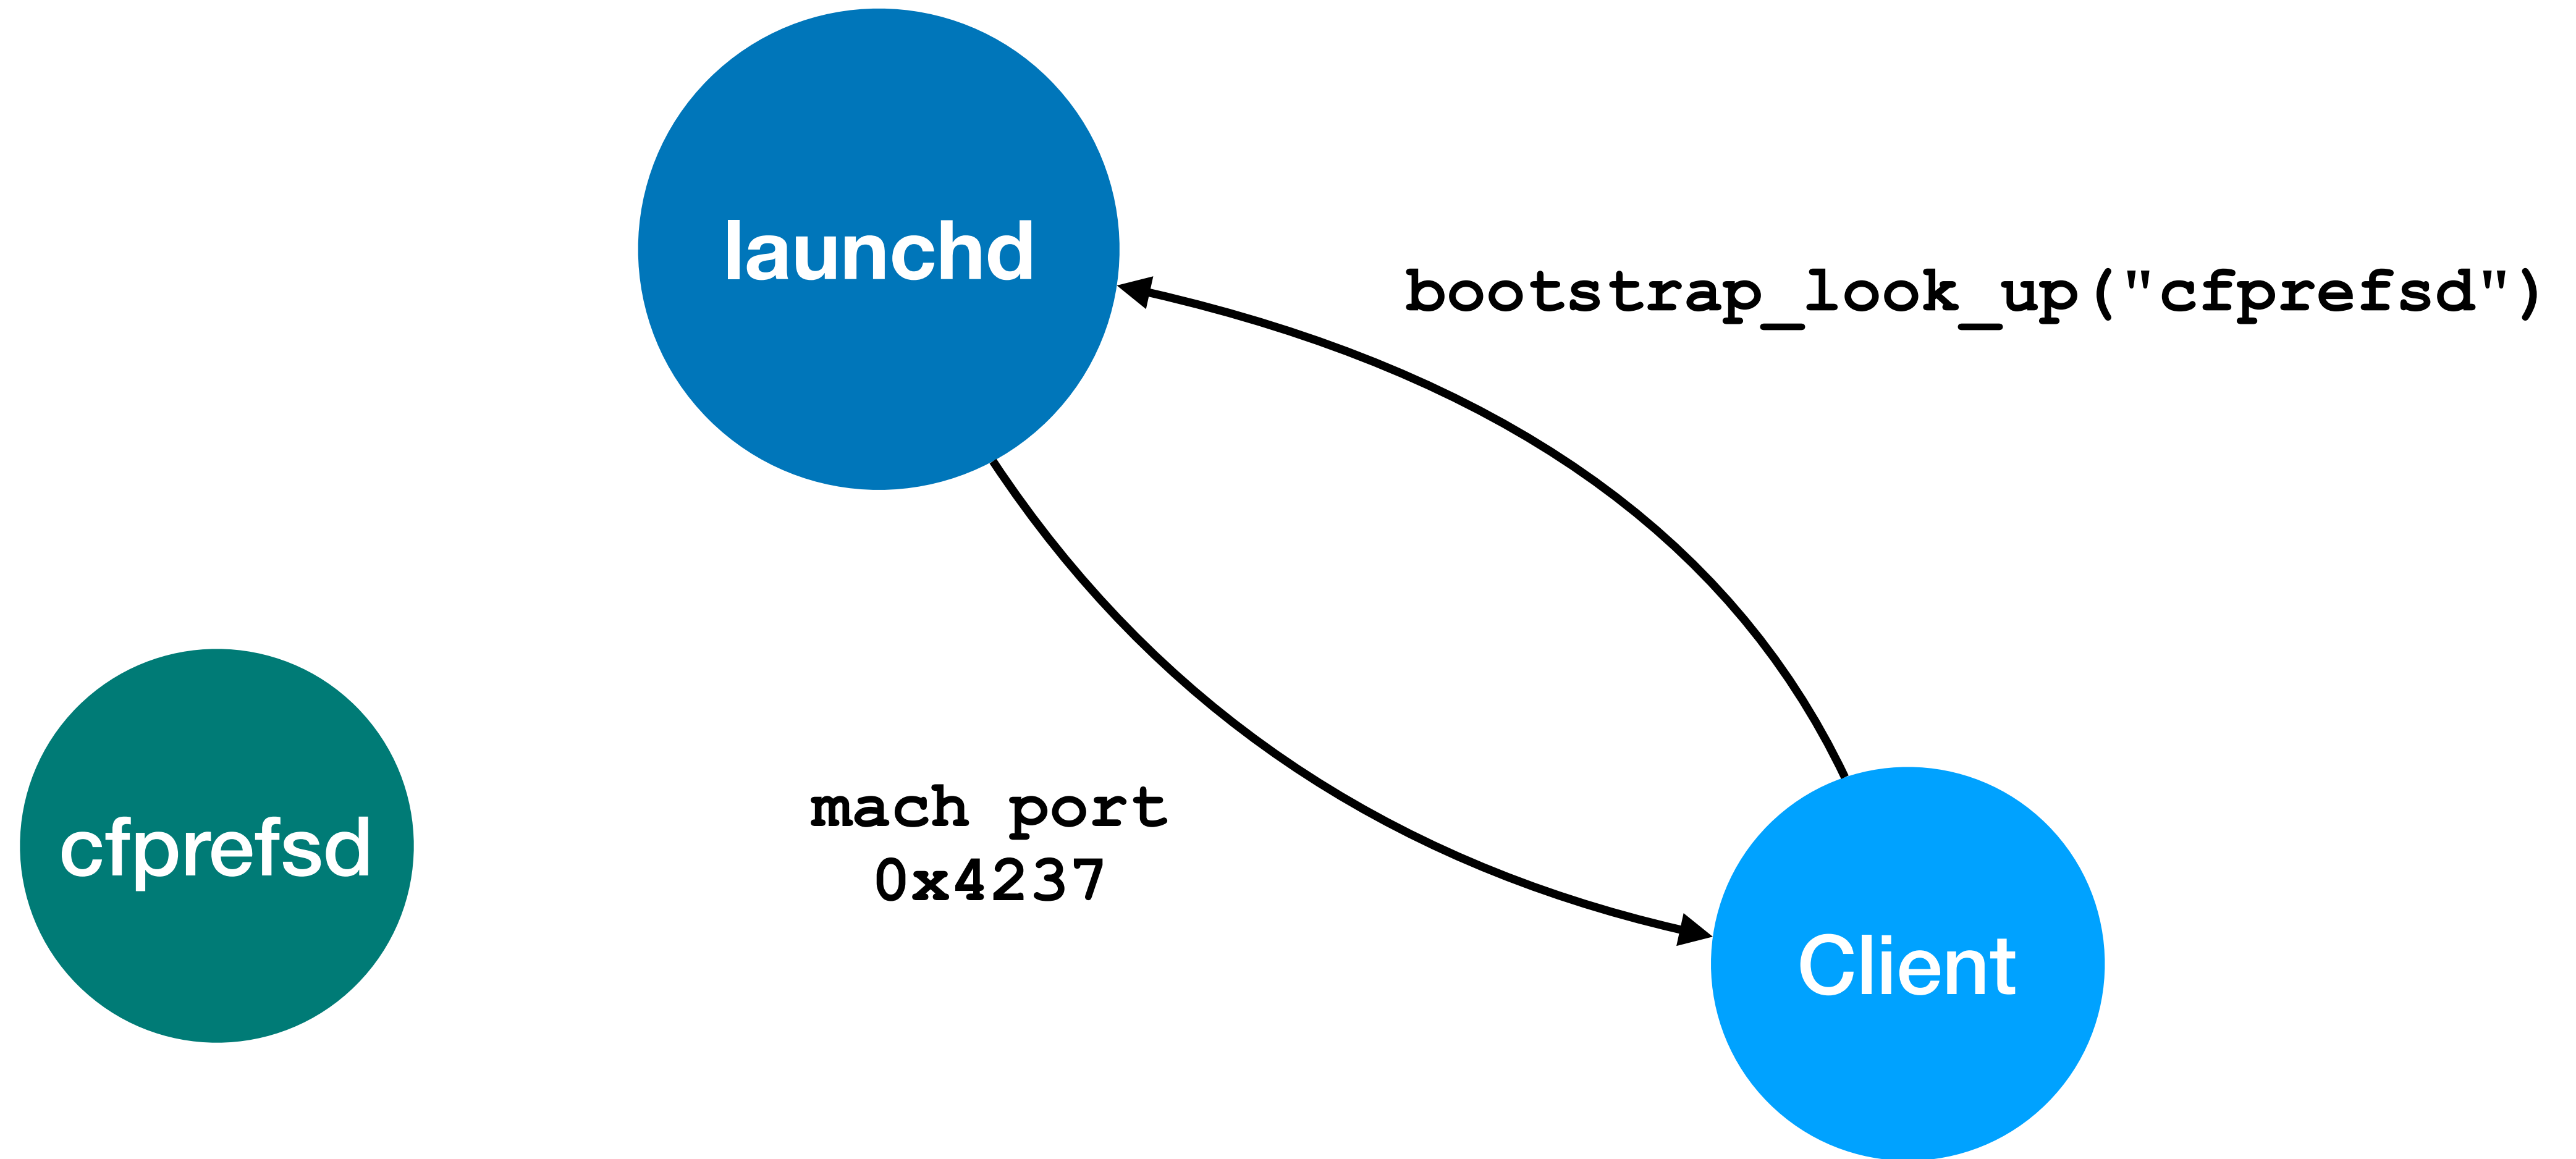 launchd
bootstrap_look_up("cfprefsd")
mach port
0x4237
cfprefsd
Client